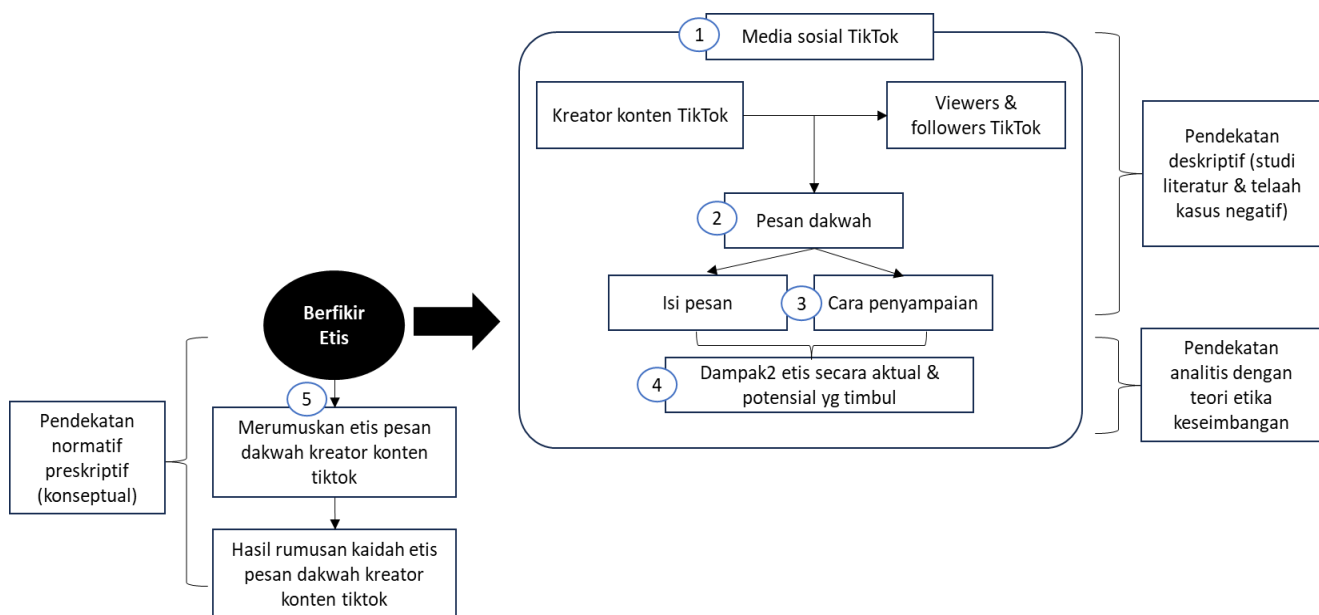 1
Media sosial TikTok
Kreator konten TikTok
Viewers &
followers TikTok
Pendekatan
deskriptif (studi
literatur & telaah
kasus negatif)
2
Pesan dakwah
Isi pesan
3
Cara penyampaian
Berfikir
Etis
4
Dampak2 etis secara aktual &
potensial yg timbul
Pendekatan
analitis dengan
teori etika
keseimbangan
5
Merumuskan etis pesan
dakwah kreator konten
tiktok
Pendekatan
normatif
preskriptif
(konseptual)
Hasil rumusan kaidah etis
pesan dakwah kreator
konten tiktok